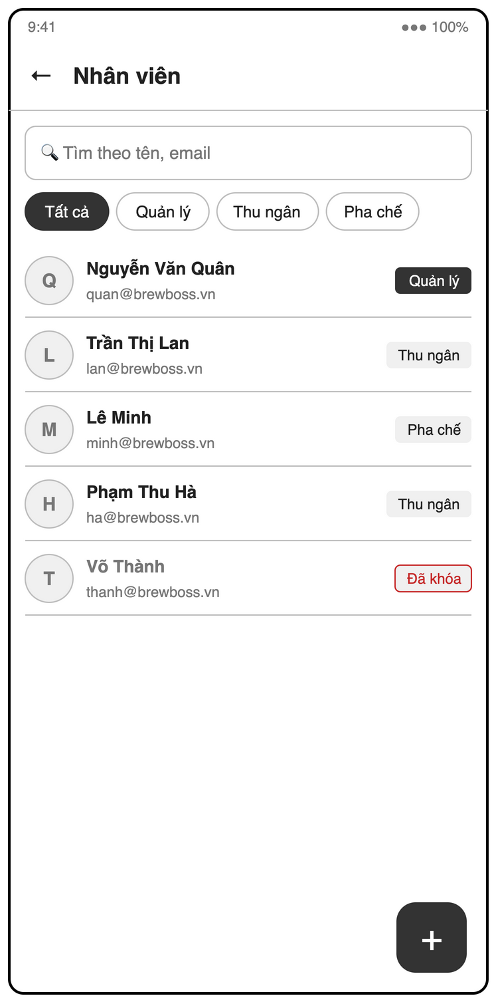 9:41 ●●● 100%
← Nhân viên
🔍 Tìm theo tên, email
Tất cả Quản lý Thu ngân Pha chế
Q Nguyễn Văn Quân
quan@brewboss.vn
Quản lý
L Trần Thị Lan
lan@brewboss.vn
Thu ngân
M Lê Minh
minh@brewboss.vn
Pha chế
H Phạm Thu Hà
ha@brewboss.vn
Thu ngân
T Võ Thành
thanh@brewboss.vn
Đã khóa
+